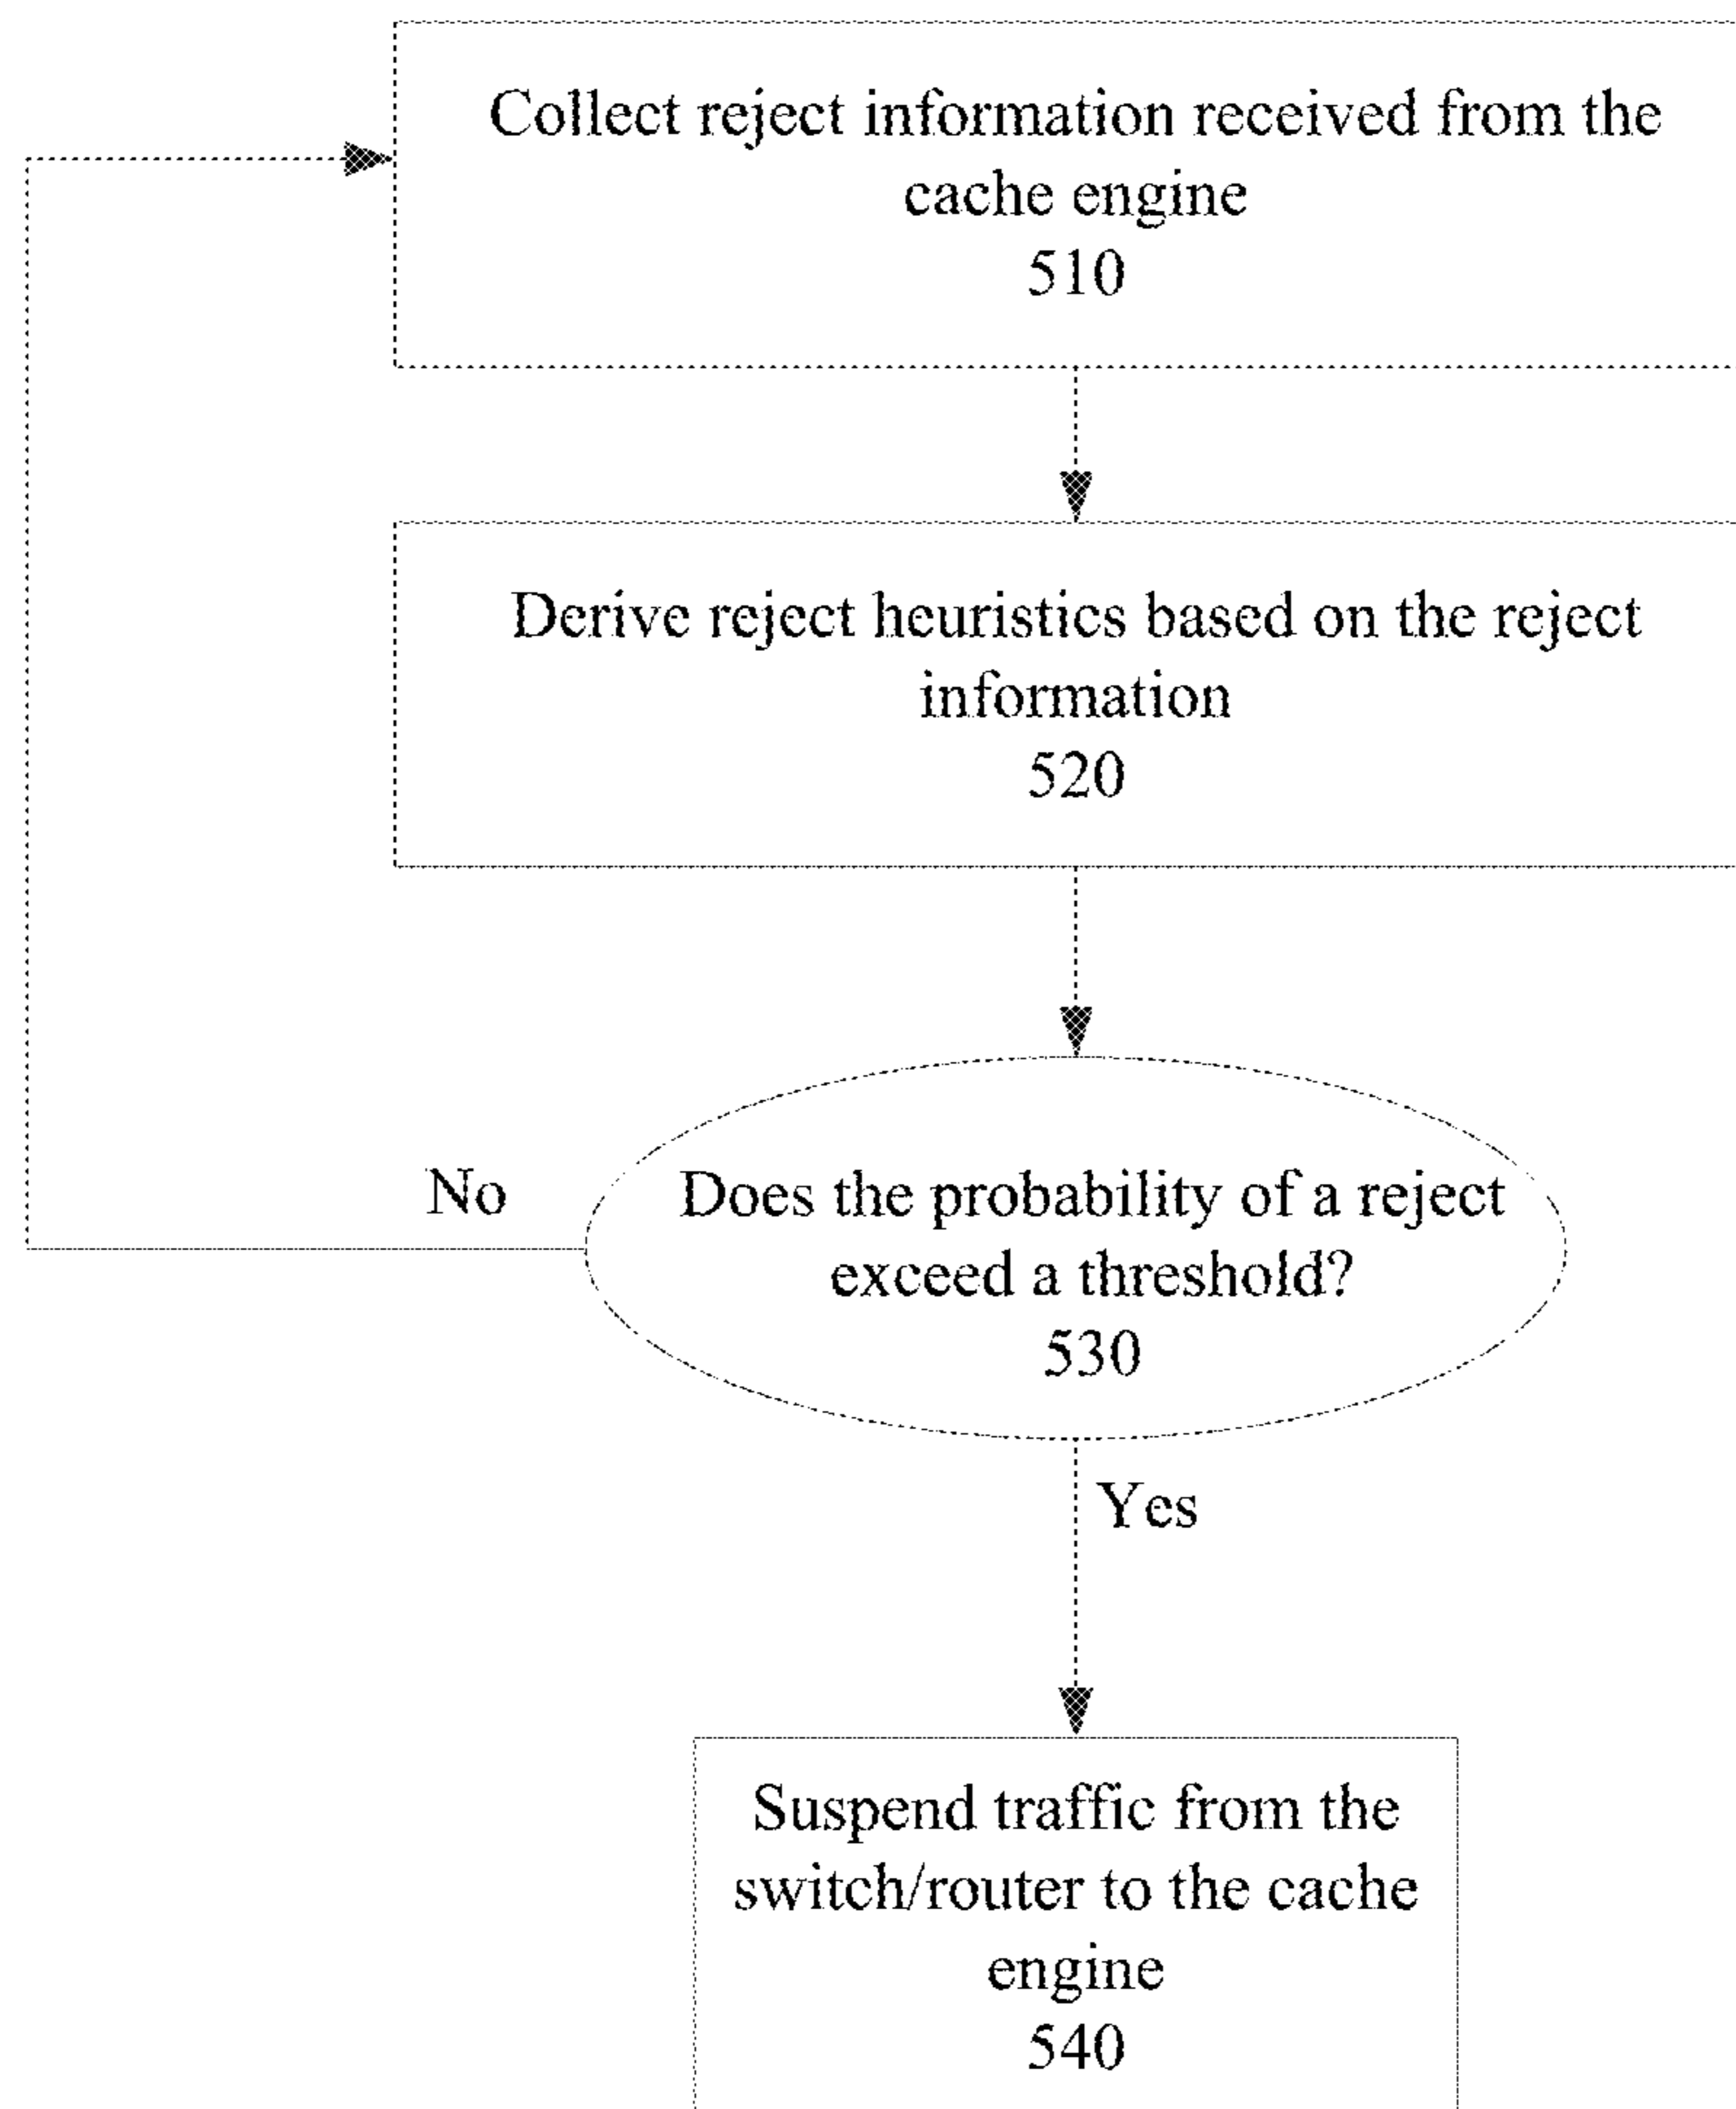 Collect reject information received from the
cache engine
510
Derive reject heuristics based on the reject
information
520
No
Does the probability of a reject
exceed a threshold?
530
Yes
Suspend traffic from the
switch/router to the cache
engine
540